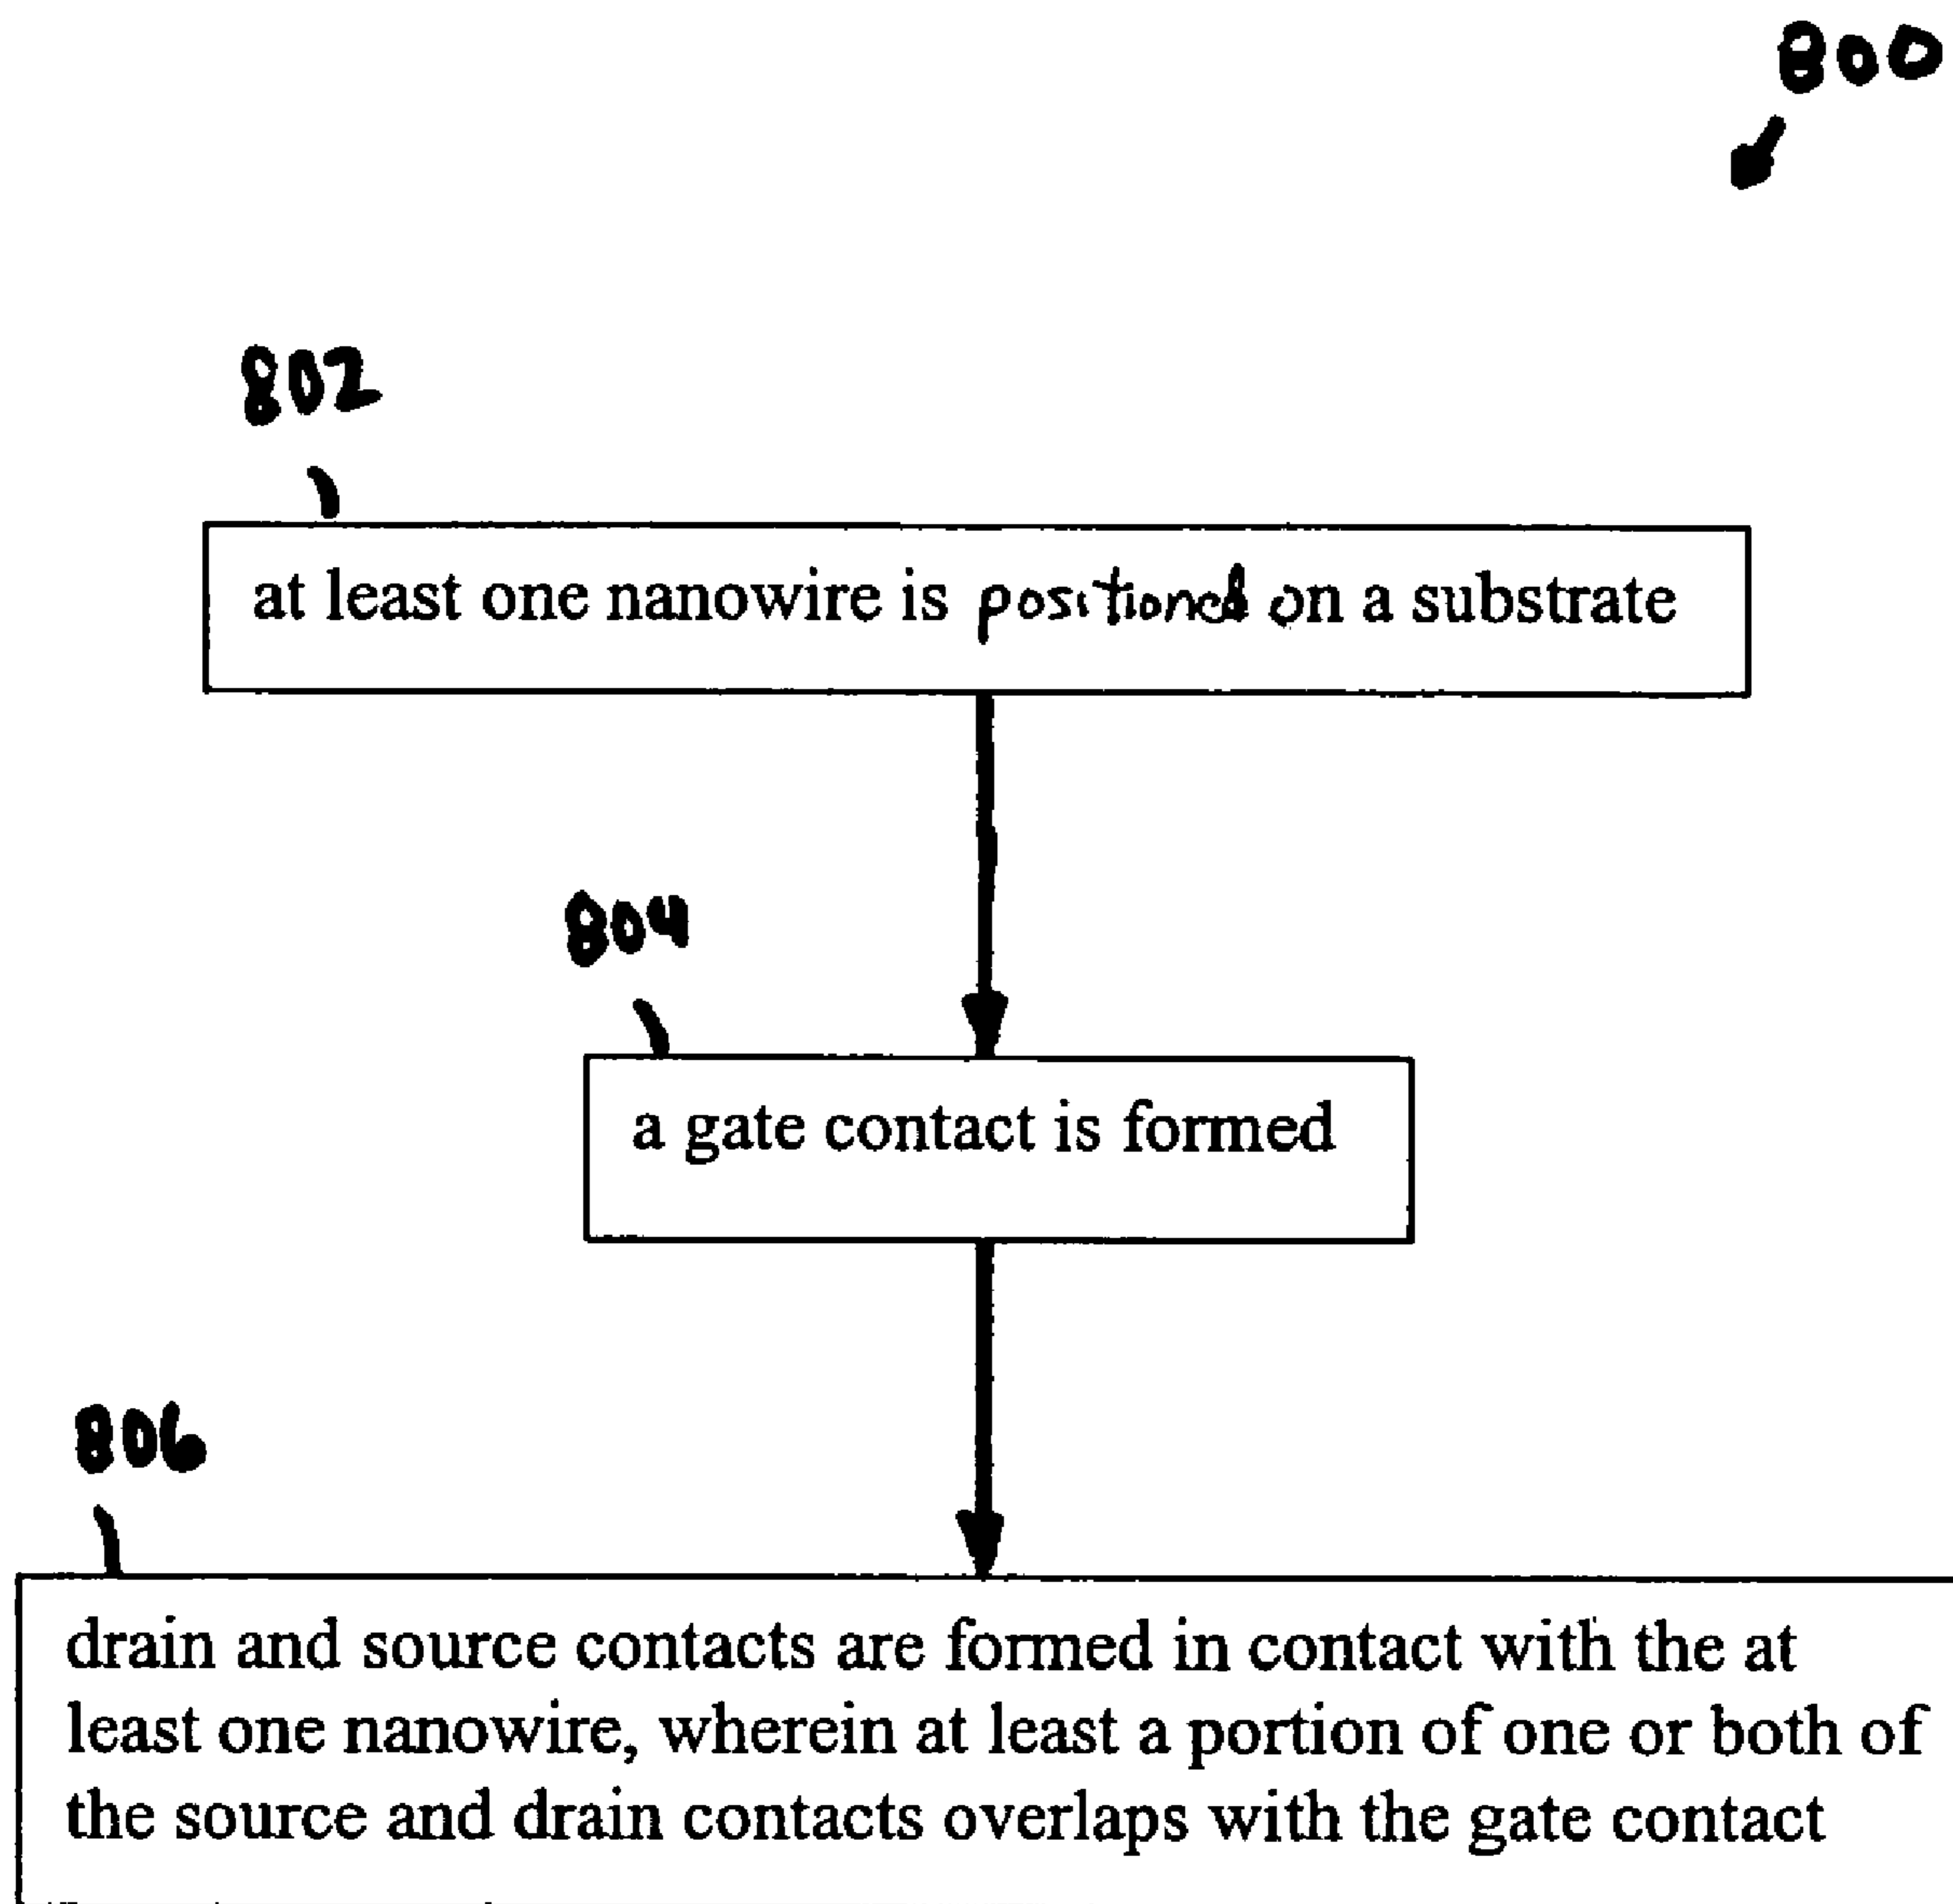 800
802
at least one nanowire is positioned on a substrate
804
a gate contact is formed
806
drain and source contacts are formed in contact with the at
least one nanowire, wherein at least a portion of one or both of
the source and drain contacts overlaps with the gate contact